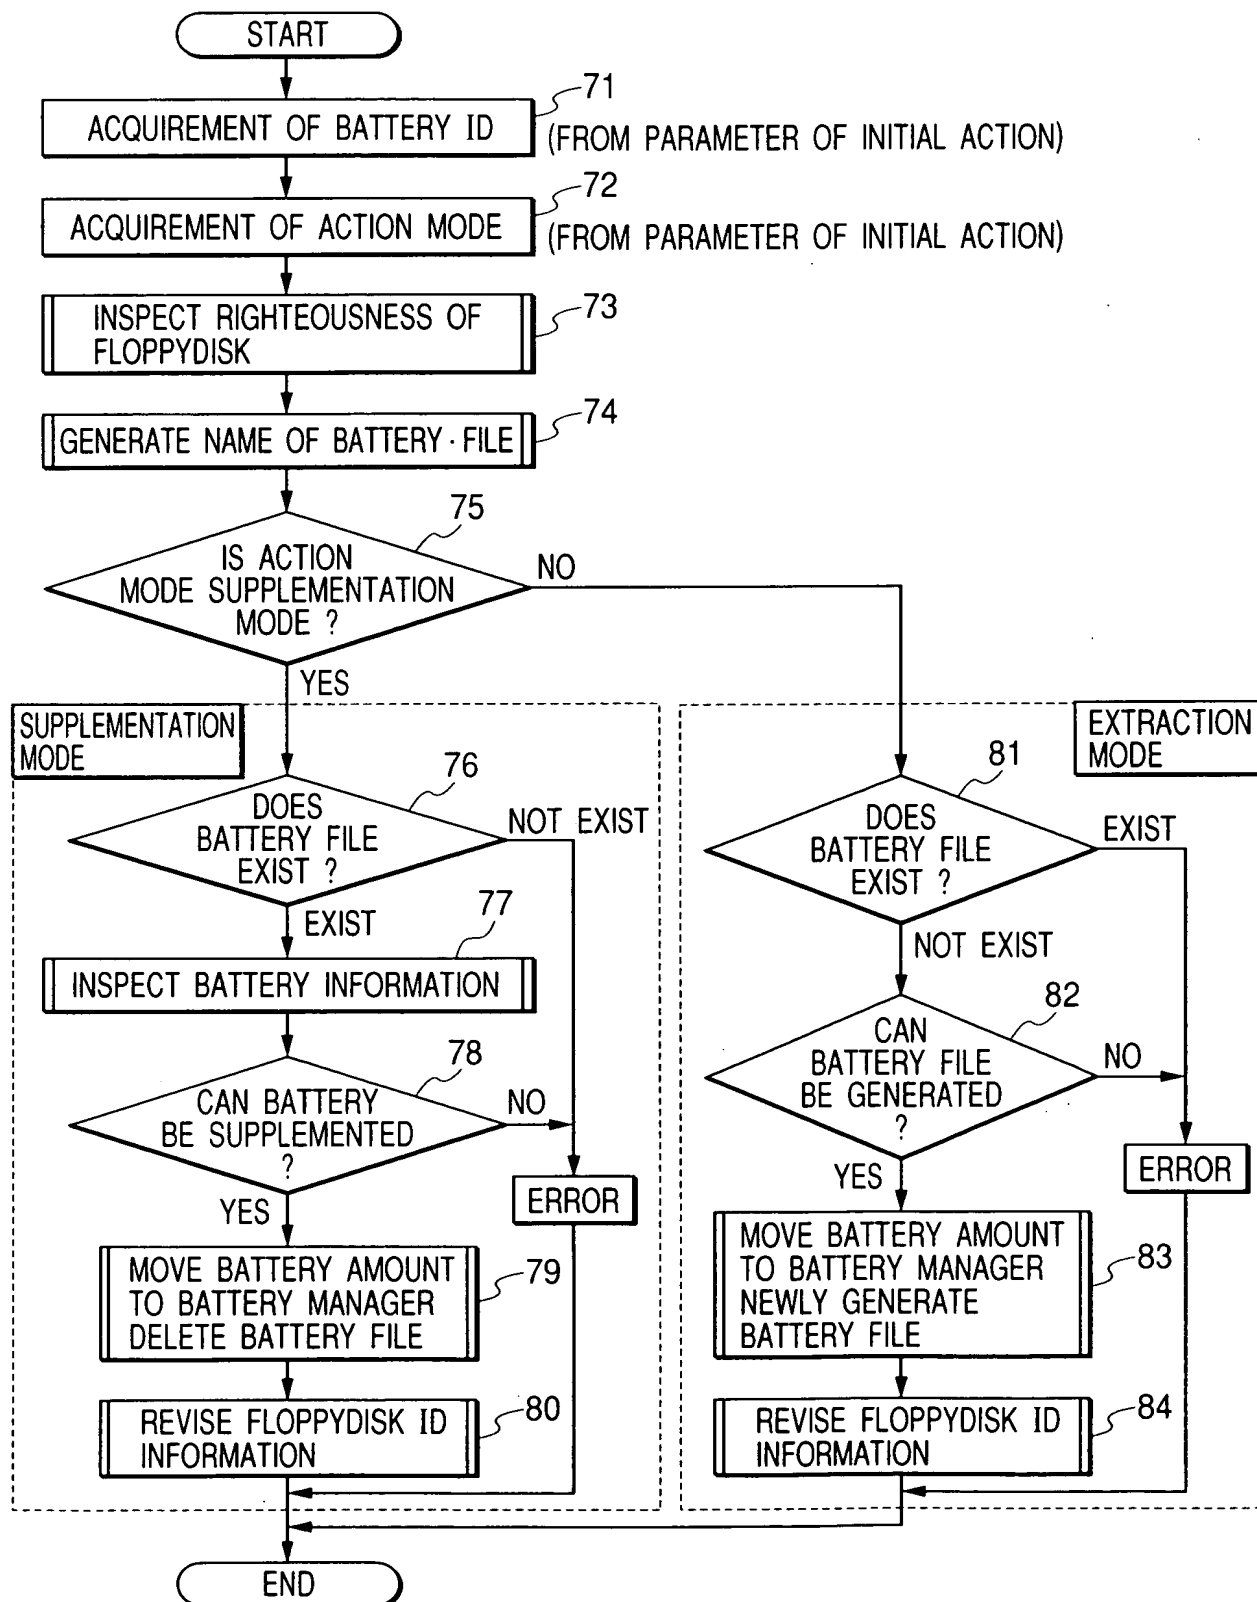 START
71
ACQUIREMENT OF BATTERY ID
(FROM PARAMETER OF INITIAL ACTION)
72
ACQUIREMENT OF ACTION MODE
(FROM PARAMETER OF INITIAL ACTION)
73
INSPECT RIGHTEOUSNESS OF
FLOPPYDISK
74
GENERATE NAME OF BATTERY · FILE
75
IS ACTION
MODE SUPPLEMENTATION
MODE ?
NO
YES
SUPPLEMENTATION
MODE
76
DOES
BATTERY FILE
EXIST ?
NOT EXIST
EXIST
77
INSPECT BATTERY INFORMATION
78
CAN BATTERY
BE SUPPLEMENTED
?
NO
YES
ERROR
MOVE BATTERY AMOUNT
TO BATTERY MANAGER
DELETE BATTERY FILE
79
REVISE FLOPPYDISK ID
INFORMATION
80
EXTRACTION
MODE
81
DOES
BATTERY FILE
EXIST ?
EXIST
NOT EXIST
82
CAN
BATTERY FILE
BE GENERATED
?
NO
YES
ERROR
MOVE BATTERY AMOUNT
TO BATTERY MANAGER
NEWLY GENERATE
BATTERY FILE
83
REVISE FLOPPYDISK ID
INFORMATION
84
END